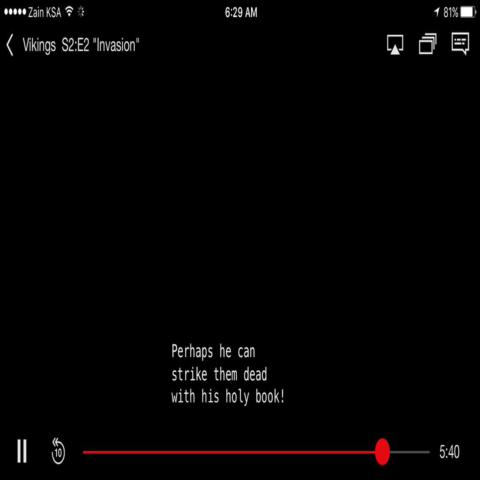 Zain KSA 6:29 AM 81%
Vikings S2:E2 "Invasion"
Perhaps he can
strike them dead
with his holy book!
10 5:40